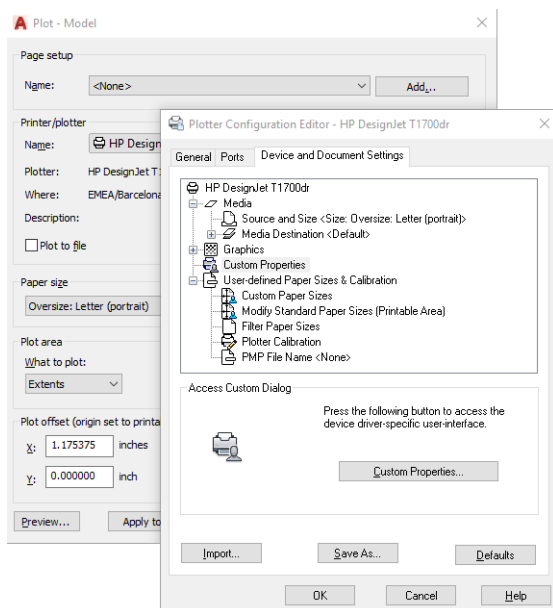 Plot - Model
Page setup
Name:
<None>
Add...
Printer/plotter
Name:
HP Design
Plotter:
HP DesignJet T
Where:
EMEA/Barcelona
Description:
Plot to file
Paper size
Oversize: Letter (portrait)
Plot area
What to plot:
Extents
Plot offset (origin set to printa
X:
1.175375
inches
Y:
0.000000
inch
Preview...
Apply to
Plotter Configuration Editor - HP DesignJet T1700dr
General
Ports
Device and Document Settings
HP DesignJet T1700dr
Media
Source and Size <Size: Oversize: Letter (portrait)>
Media Destination <Default>
Graphics
Custom Properties
User-defined Paper Sizes & Calibration
Custom Paper Sizes
Modify Standard Paper Sizes (Printable Area)
Filter Paper Sizes
Plotter Calibration
PMP File Name <None>
Access Custom Dialog
Press the following button to access the
device driver-specific user-interface.
Custom Properties...
Import...
Save As...
Defaults
OK
Cancel
Help